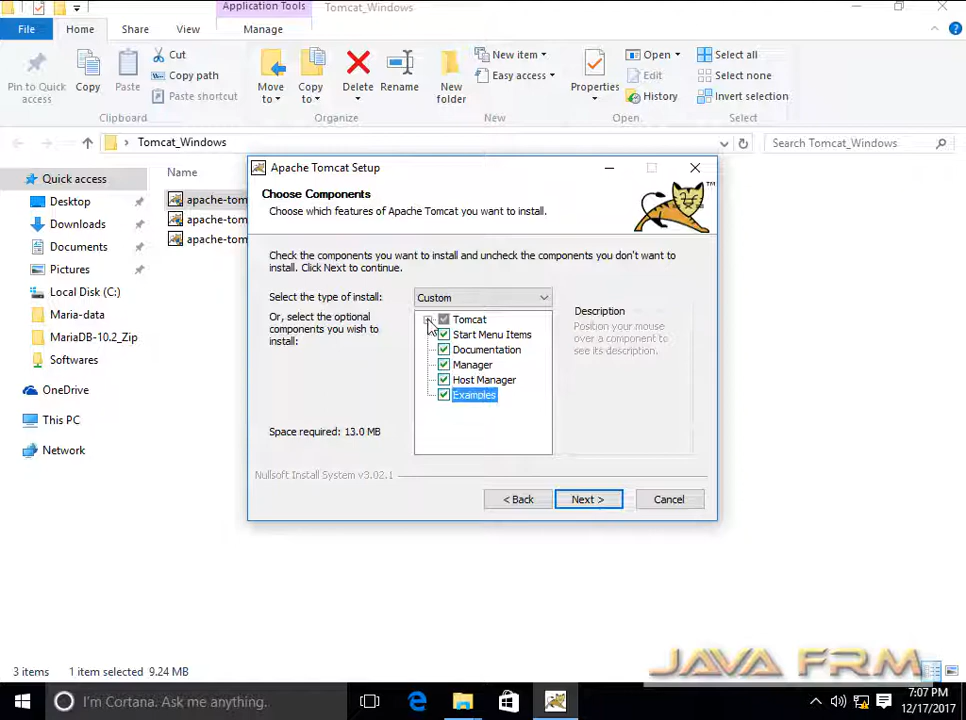 Application Tools
Tomcat_Windows
File
Home
Share
View
Manage
Pin to Quick access
Copy
Paste
Cut
Copy path
Paste shortcut
Move to
Copy to
Delete
Rename
New folder
New item
Easy access
Properties
Open
Edit
History
Select all
Select none
Invert selection
Clipboard
Organize
New
Open
Select
Tomcat_Windows
Search Tomcat_Windows
Quick access
Desktop
Downloads
Documents
Pictures
Local Disk (C:)
Maria-data
MariaDB-10.2_Zip
Softwares
OneDrive
This PC
Network
Name
apache-tom
apache-tom
apache-tom
Apache Tomcat Setup
Choose Components
Choose which features of Apache Tomcat you want to install.
TM
Check the components you want to install and uncheck the components you don't want to
install. Click Next to continue.
Select the type of install:
Custom
Or, select the optional
components you wish to
install:
Tomcat
Start Menu Items
Documentation
Manager
Host Manager
Examples
Description
Position your mouse
over a component to
see its description.
Space required: 13.0 MB
Nullsoft Install System v3.02.1
< Back
Next >
Cancel
3 items
1 item selected 9.24 MB
JAVA FRM
I'm Cortana. Ask me anything.
7:07 PM
12/17/2017